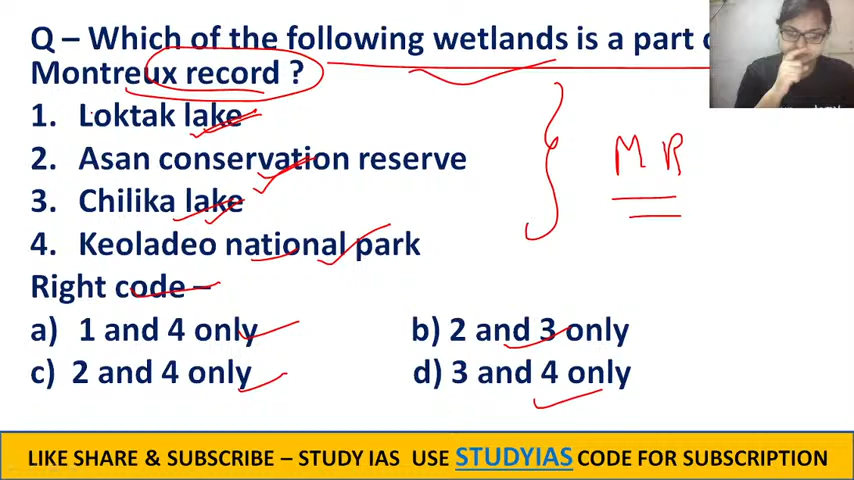 Q – Which of the following wetlands is a part
Montreux record ?
1. Loktak lake
2. Asan conservation reserve
3. Chilika lake
4. Keoladeo national park
M R
Right code –
a) 1 and 4 only
b) 2 and 3 only
c) 2 and 4 only
d) 3 and 4 only
LIKE SHARE & SUBSCRIBE – STUDY IAS USE STUDYIAS CODE FOR SUBSCRIPTION